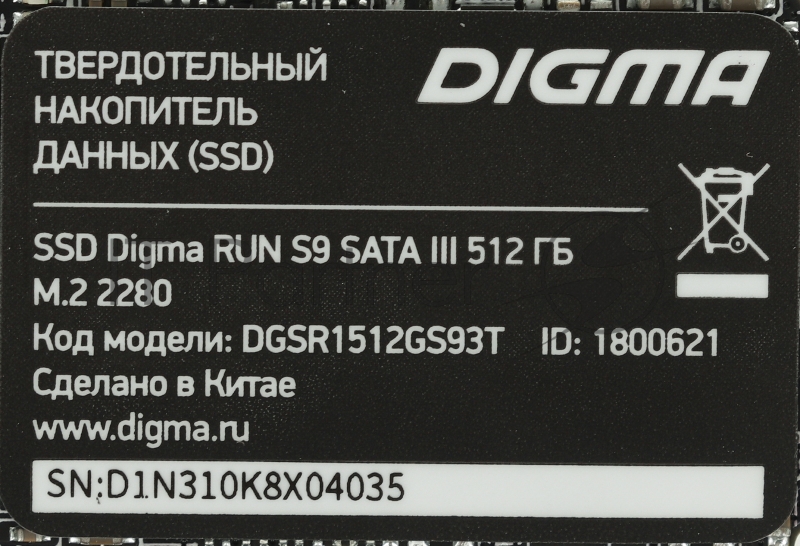 ТВЕРДОТЕЛЬНЫЙ
НАКОПИТЕЛЬ
ДАННЫХ (SSD)
DIGMA
SSD Digma RUN S9 SATA III 512 ГБ
M.2 2280
Код модели: DGSR1512GS93T ID: 1800621
Сделано в Китае
www.digma.ru
SN:D1N310K8X04035